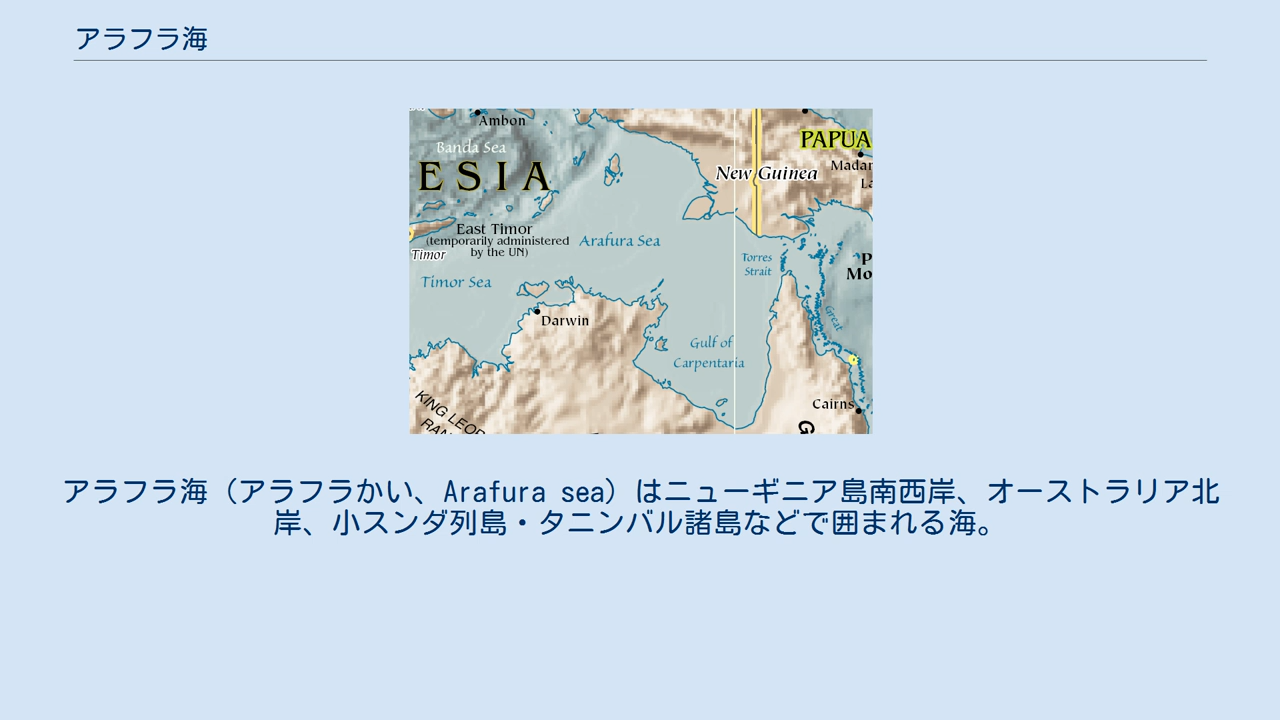 アラフラ海
Ambon
Banda Sea
PAPUA
ESIA
New Guinea
East Timor
(temporarily administered
by the UN)
Arafura Sea
Timor
Torres
Strait
Timor Sea
Darwin
Great
Gulf of
Carpentaria
Cairns
アラフラ海（アラフラかい、Arafura sea）はニューギニア島南西岸、オーストラリア北
岸、小スンダ列島・タニンバル諸島などで囲まれる海。